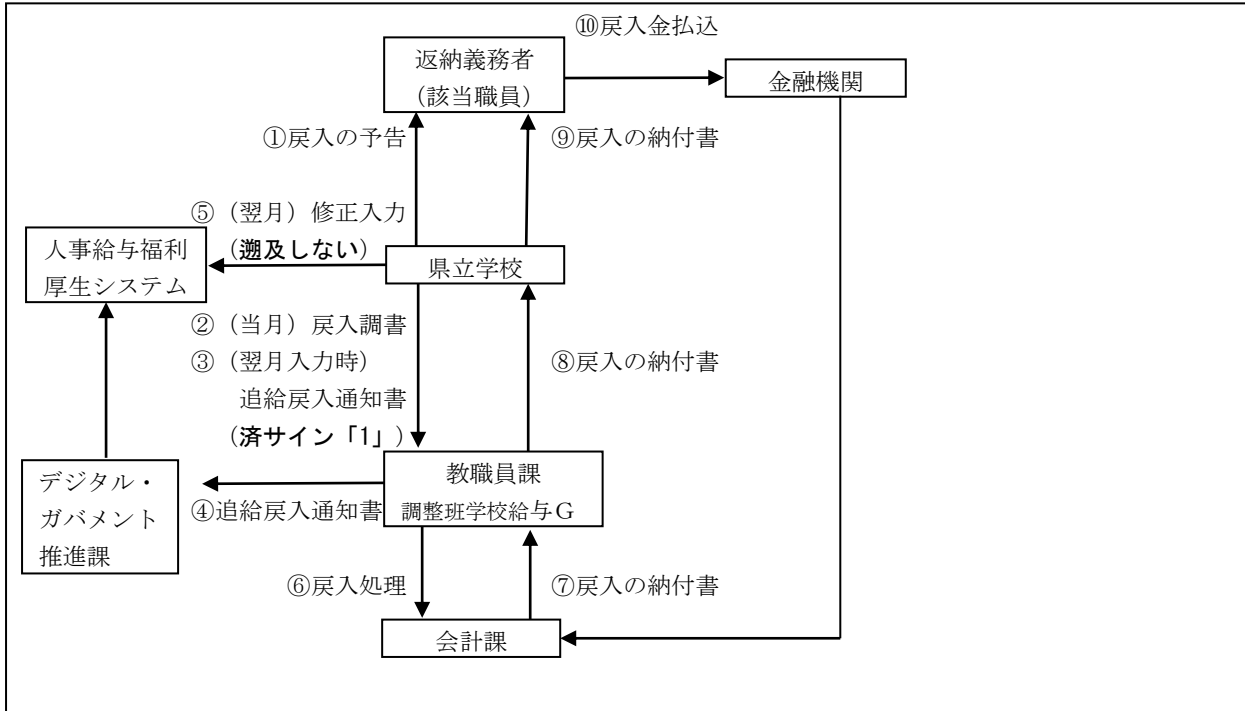 ⑩戻入金払込
返納義務者
(該当職員)
金融機関
①戻入の予告
⑨戻入の納付書
⑤（翌月）修正入力
（遡及しない）
人事給与福利
厚生システム
県立学校
②（当月）戻入調書
③（翌月入力時）
追給戻入通知書
（済サイン「1」）
⑧戻入の納付書
教職員課
調整班学校給与Ｇ
④追給戻入通知書
デジタル・
ガバメント
推進課
⑥戻入処理
⑦戻入の納付書
会計課